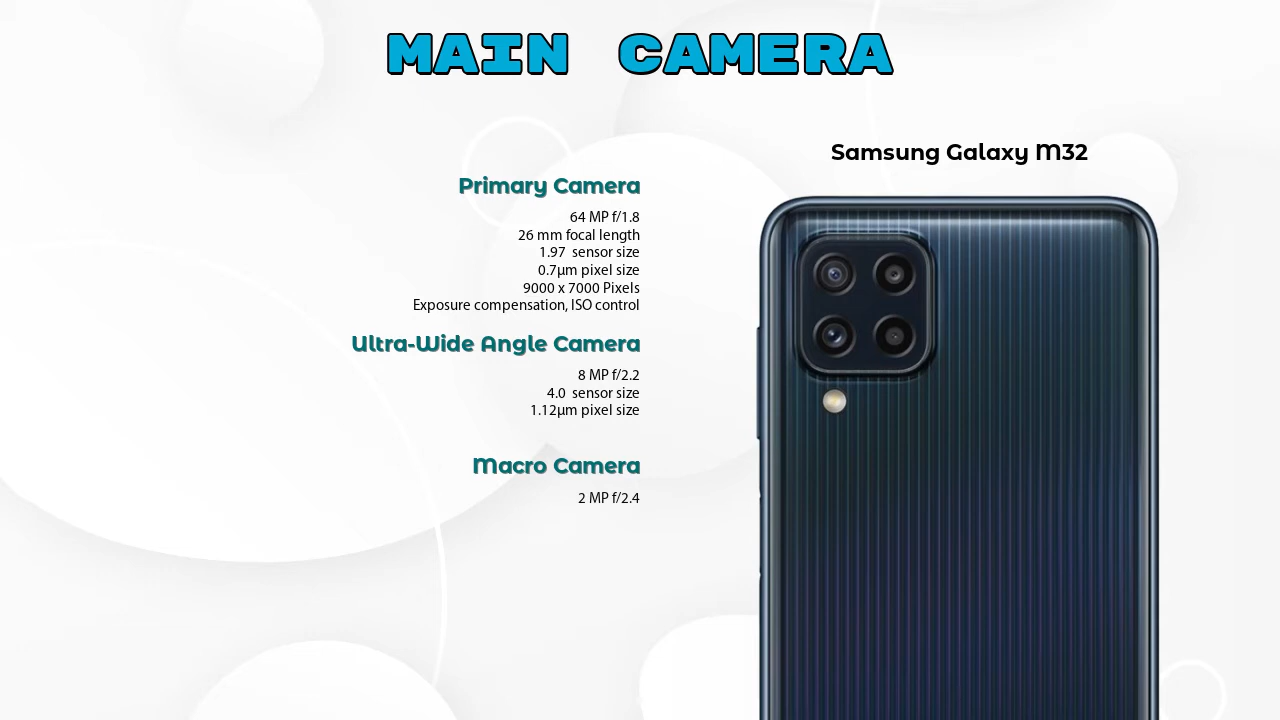 MAIN CAMERA
Samsung Galaxy M32
Primary Camera
64 MP f/1.8
26 mm focal length
1.97  sensor size
0.7µm pixel size
9000 x 7000 Pixels
Exposure compensation, ISO control
Ultra-Wide Angle Camera
8 MP f/2.2
4.0  sensor size
1.12µm pixel size
Macro Camera
2 MP f/2.4